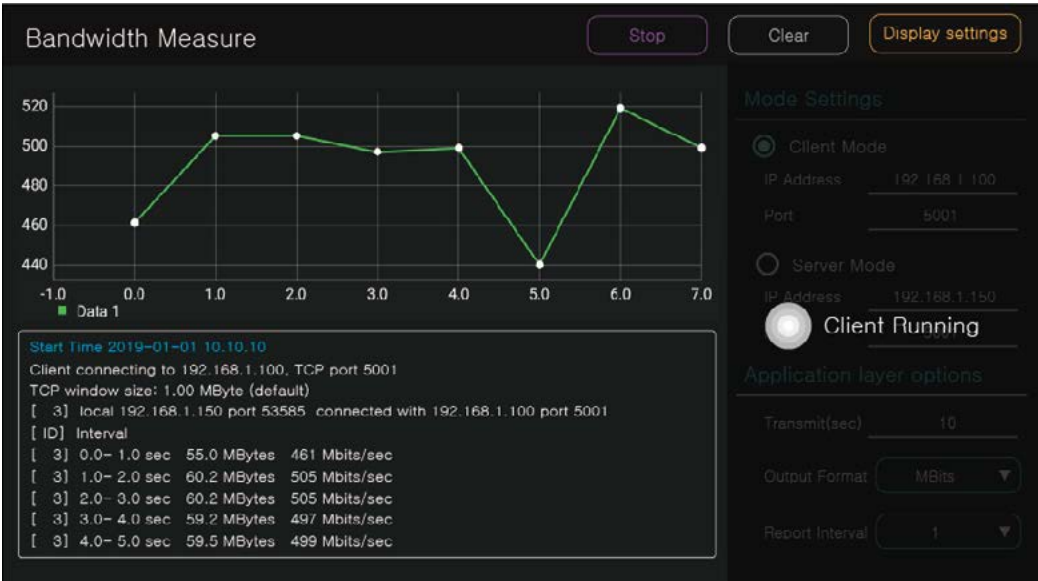 Bandwidth Measure
Stop
Clear
Display settings
520
500
480
460
440
-1.0 0.0 1.0 2.0 3.0 4.0 5.0 6.0 7.0
Data 1
Start Time 2019-01-01 10.10.10
Client connecting to 192.168.1.100, TCP port 5001
TCP window size: 1.00 MByte (default)
[ 3] local 192.168.1.150 port 53585 connected with 192.168.1.100 port 5001
[ ID] Interval
[ 3] 0.0- 1.0 sec 55.0 MBytes 461 Mbits/sec
[ 3] 1.0- 2.0 sec 60.2 MBytes 505 Mbits/sec
[ 3] 2.0- 3.0 sec 60.2 MBytes 505 Mbits/sec
[ 3] 3.0- 4.0 sec 59.2 MBytes 497 Mbits/sec
[ 3] 4.0- 5.0 sec 59.5 MBytes 499 Mbits/sec
Mode Settings
Client Mode
IP Address 192.168.1.100
Port 5001
Server Mode
IP Address 192.168.1.150
Client Running
Application layer options
Transmit(sec) 10
Output Format MBits
Report Interval 1